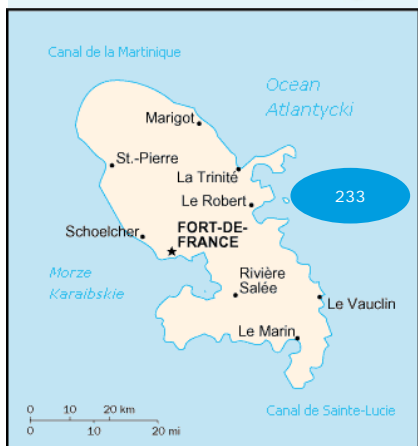 Canal de la Martinique
Ocean
Atlantycki
Marigot
St.-Pierre
La Trinité
Le Robert
233
Schoelcher
FORT-DE-
FRANCE
Morze
Karaibskie
Rivière
Salée
Le Vauclin
Le Marin
0 10 20 km
0 10 20 mi
Canal de Sainte-Lucie